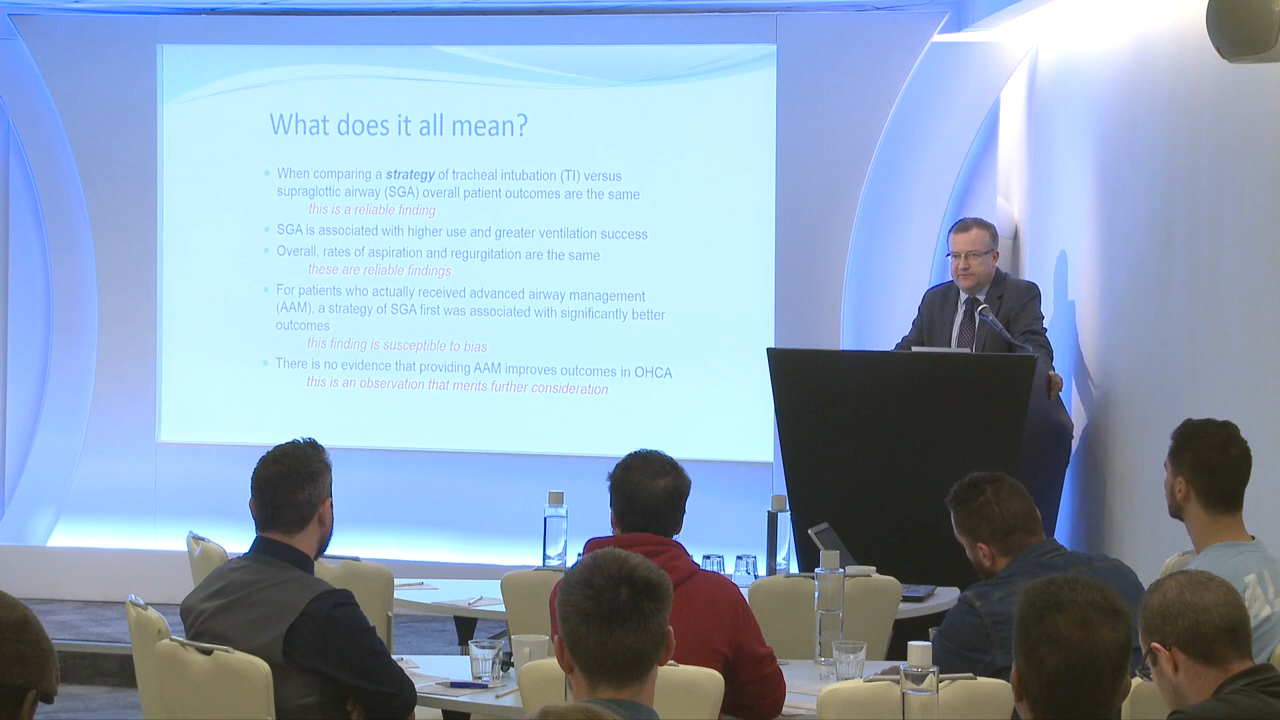 What does it all mean?
When comparing a strategy of tracheal intubation (TI) versus
supraglottic airway (SGA) overall patient outcomes are the same
this is a reliable finding
SGA is associated with higher use and greater ventilation success
Overall, rates of aspiration and regurgitation are the same
these are reliable findings
For patients who actually received advanced airway management
(AAM), a strategy of SGA first was associated with significantly better
outcomes
this finding is susceptible to bias
There is no evidence that providing AAM improves outcomes in OHCA
this is an observation that merits further consideration